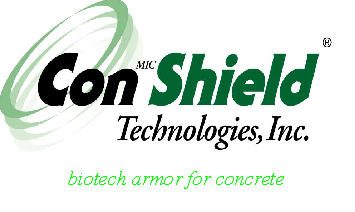 Con MIC Shield ®
Technologies, Inc.
biotech armor for concrete